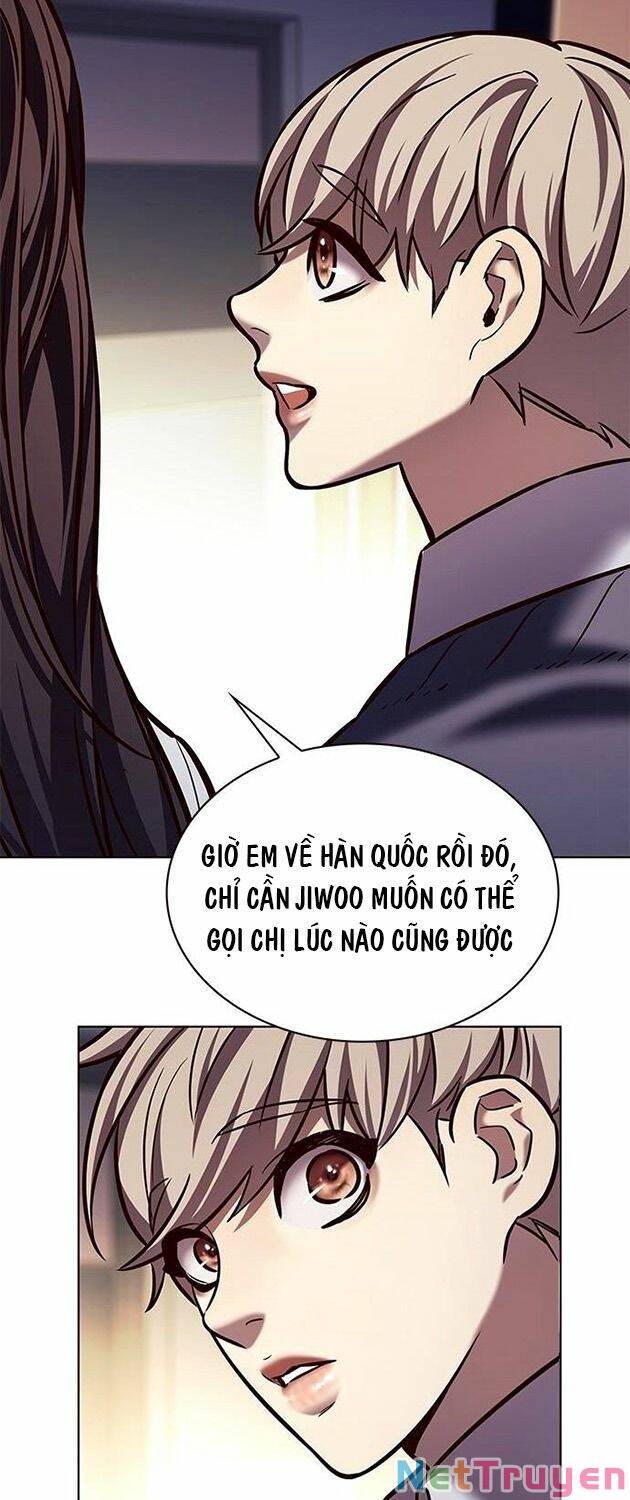 GIỜ EM VỀ HÀN QUỐC RỒI ĐÓ,
CHỈ CẦN JIWOO MUỐN CÓ THỂ
GỌI CHỊ LÚC NÀO CŨNG ĐƯỢC
NetTruyen